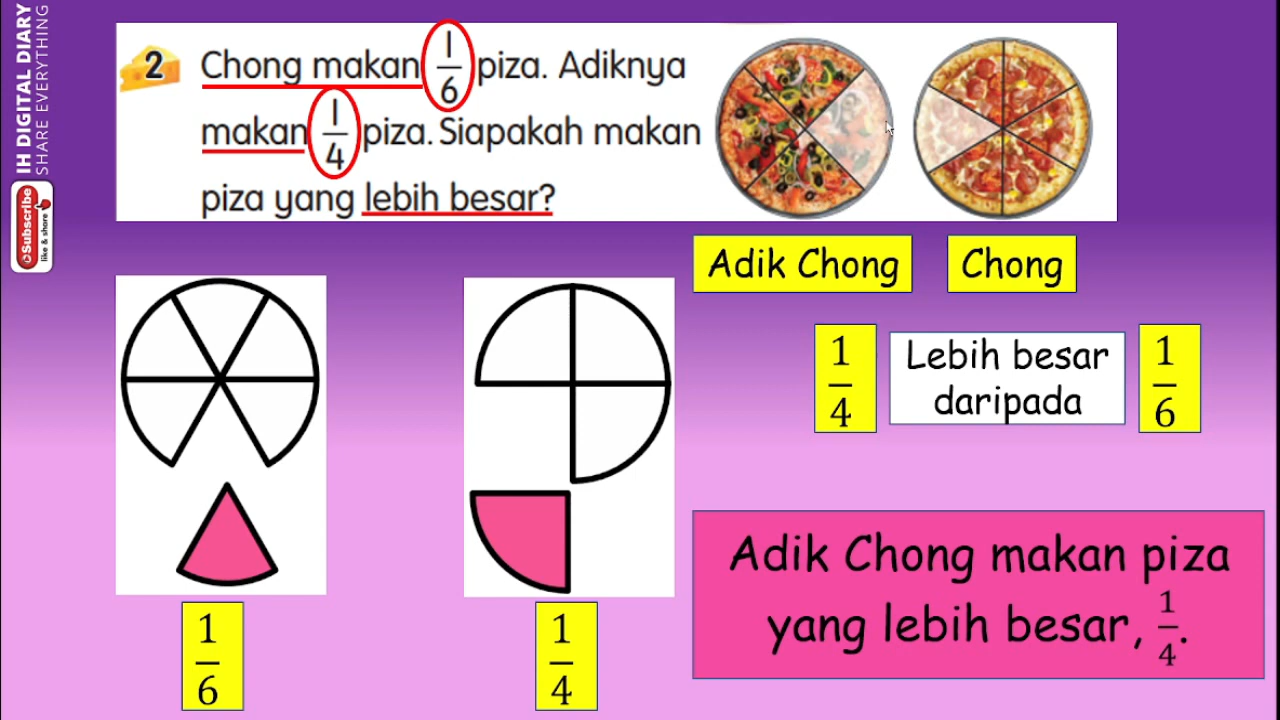 IH DIGITAL DIARY
SHARE EVERYTHING
Subscribe
like & share
2 Chong makan 1/6 piza. Adiknya
makan 1/4 piza. Siapakah makan
piza yang lebih besar?
Adik Chong
Chong
1/4
Lebih besar
daripada
1/6
1/6
1/4
Adik Chong makan piza
yang lebih besar, 1/4.